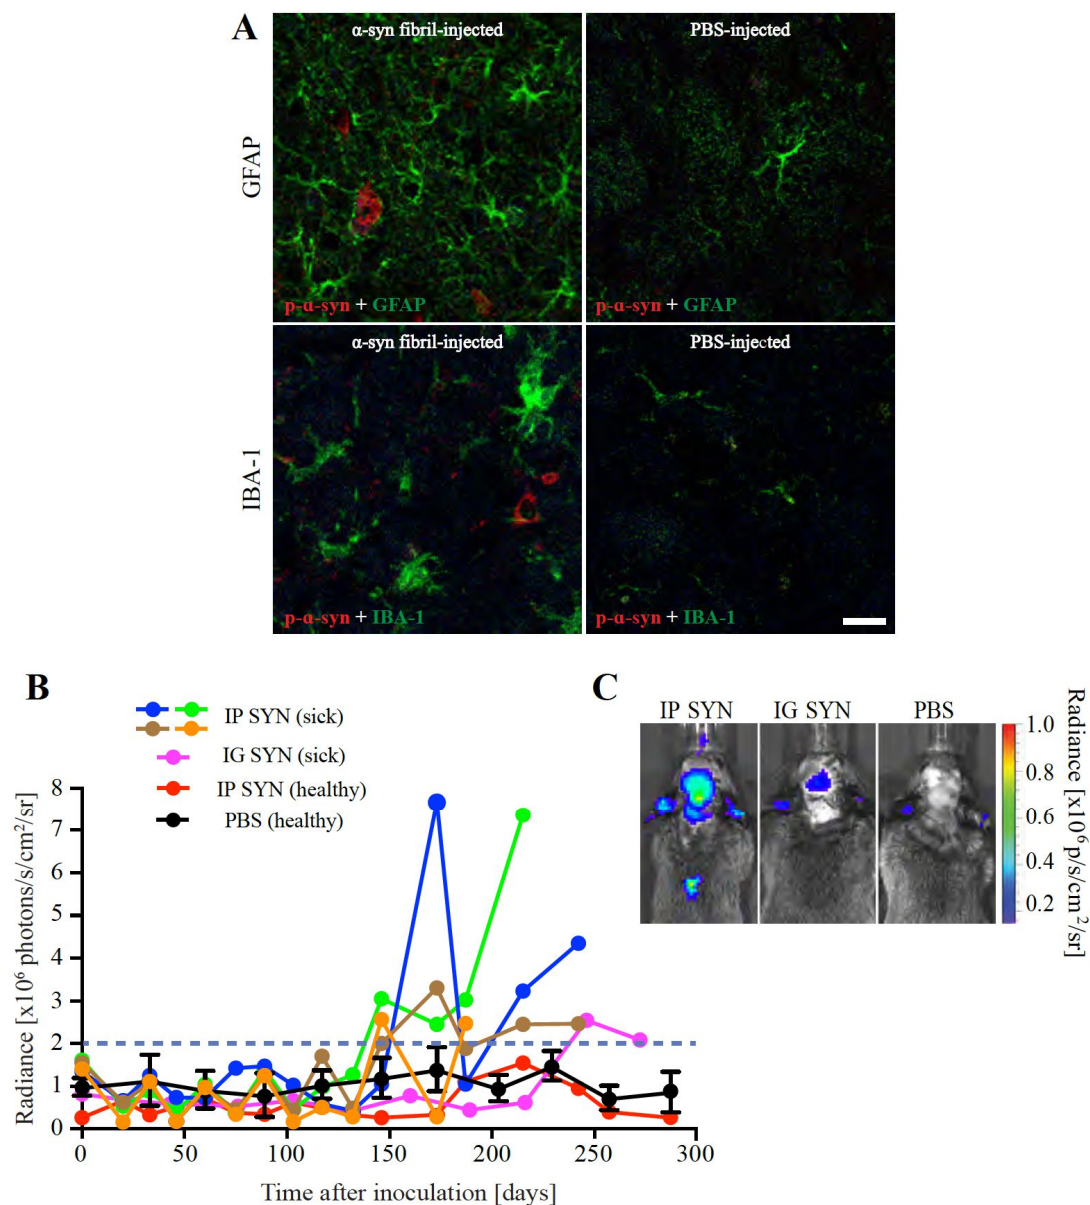 A
α-syn fibril-injected
PBS-injected
GFAP
p-α-syn + GFAP
p-α-syn + GFAP
α-syn fibril-injected
PBS-injected
IBA-1
p-α-syn + IBA-1
p-α-syn + IBA-1
B
IP SYN (sick)
IG SYN (sick)
IP SYN (healthy)
PBS (healthy)
Radiance [x10⁶ photons/s/cm²/sr]
8
7
6
5
4
3
2
1
0
0
50
100
150
200
250
300
Time after inoculation [days]
C
IP SYN
IG SYN
PBS
1.0
0.8
0.6
0.4
0.2
Radiance [x10⁶ p/s/cm²/sr]